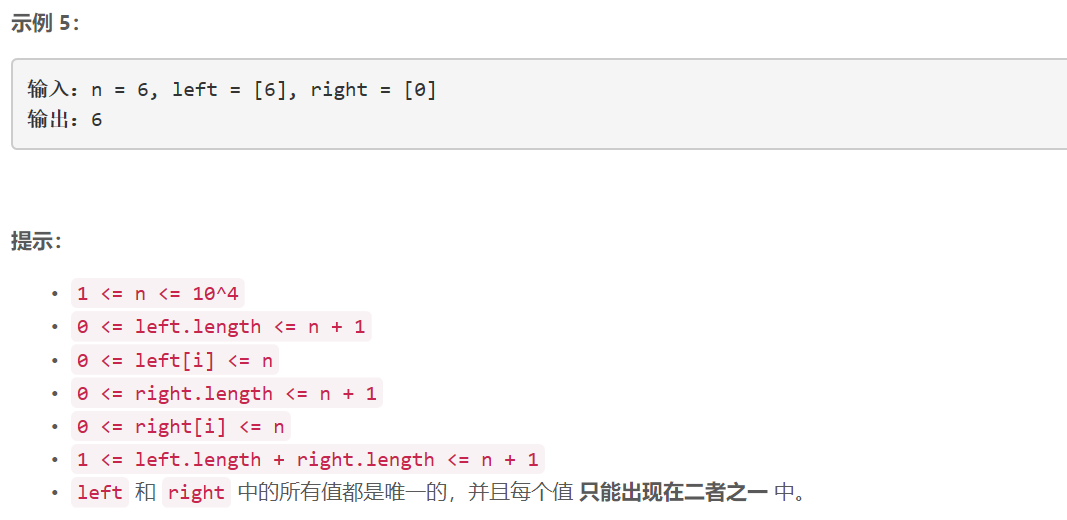 示例 5：
输入：n = 6, left = [6], right = [0]
输出：6
提示：
• 1 <= n <= 10^4
• 0 <= left.length <= n + 1
• 0 <= left[i] <= n
• 0 <= right.length <= n + 1
• 0 <= right[i] <= n
• 1 <= left.length + right.length <= n + 1
• left 和 right 中的所有值都是唯一的，并且每个值 只能出现在二者之一 中。